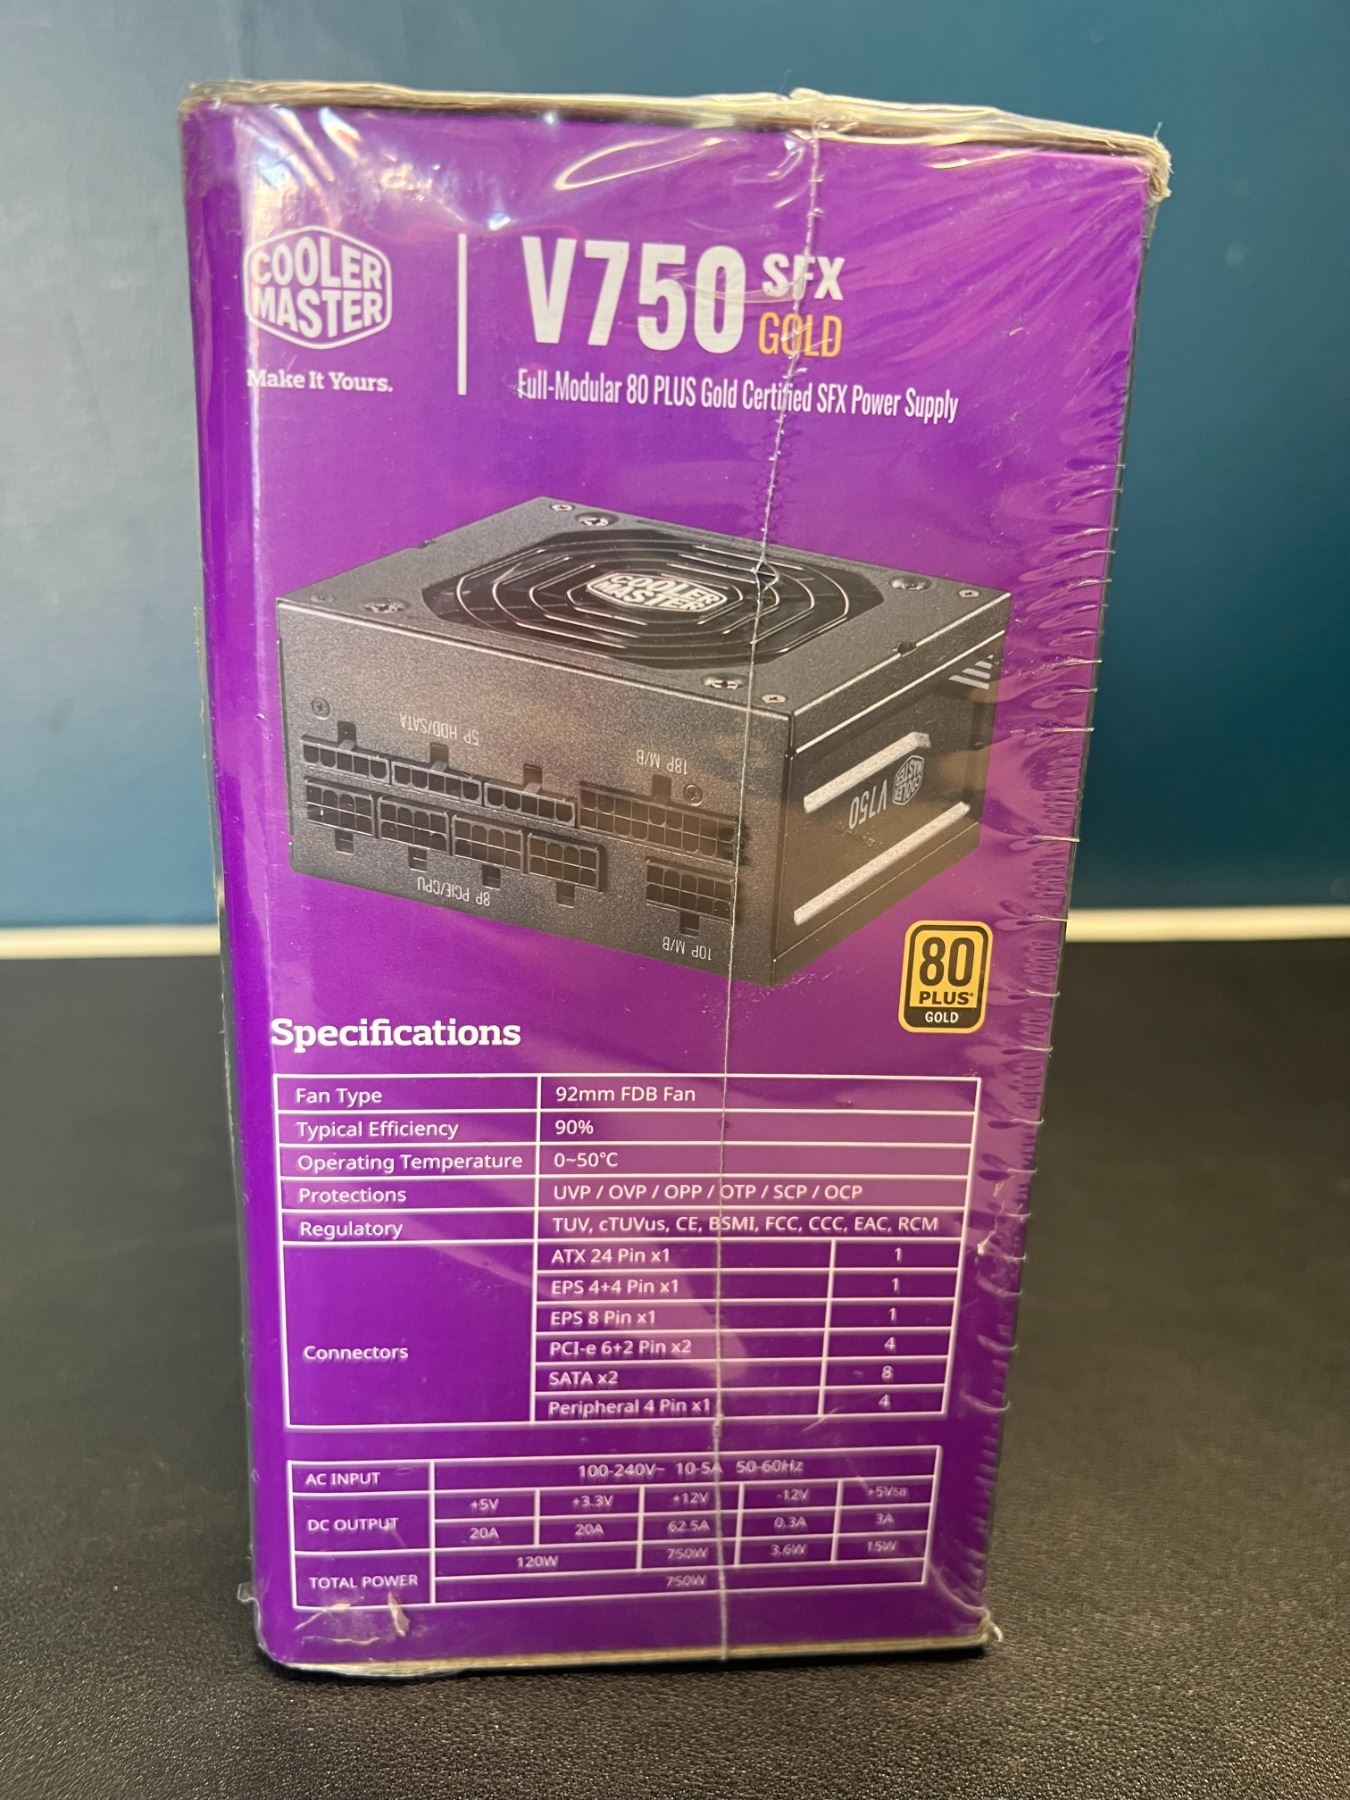 COOLER
MASTER
Make It Yours.
V750 SFX
GOLD
Full-Modular 80 PLUS Gold Certified SFX Power Supply
COOLER
MASTER
5P HDD/SATA
18P M/B
8P PCIE/CPU
10P M/B
V750
COOLER
MASTER
80
PLUS
GOLD
Specifications
Fan Type 92mm FDB Fan
Typical Efficiency 90%
Operating Temperature 0~50°C
Protections UVP / OVP / OPP / OTP / SCP / OCP
Regulatory TUV, cTUVus, CE, BSMI, FCC, CCC, EAC, RCM
Connectors
ATX 24 Pin x1 1
EPS 4+4 Pin x1 1
EPS 8 Pin x1 1
PCI-e 6+2 Pin x2 4
SATA x2 8
Peripheral 4 Pin x1 4
AC INPUT 100-240V~ 10-5A 50-60Hz
DC OUTPUT
+5V +3.3V +12V -12V +5VSB
20A 20A 62.5A 0.3A 3A
TOTAL POWER
120W 750W 3.6W 15W
750W